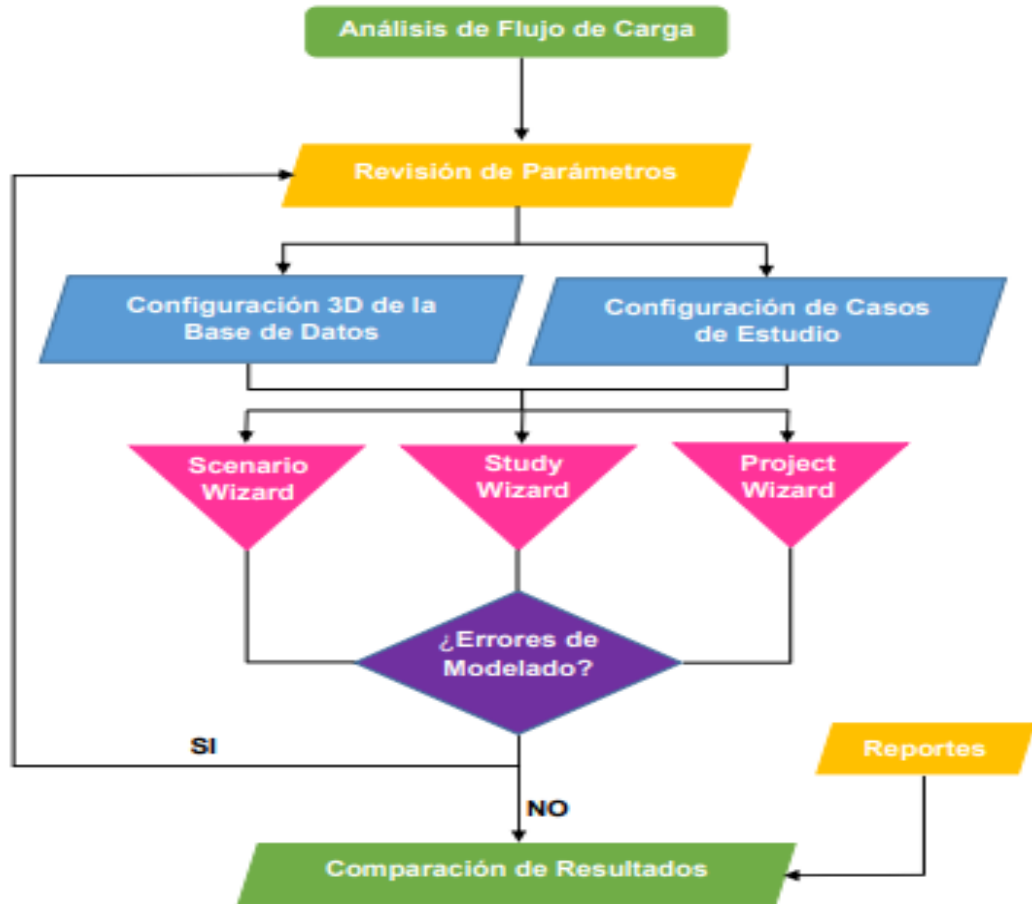 Análisis de Flujo de Carga
Revisión de Parámetros
Configuración 3D de la
Base de Datos
Configuración de Casos
de Estudio
Scenario
Wizard
Study
Wizard
Project
Wizard
¿Errores de
Modelado?
SI
Reportes
NO
Comparación de Resultados